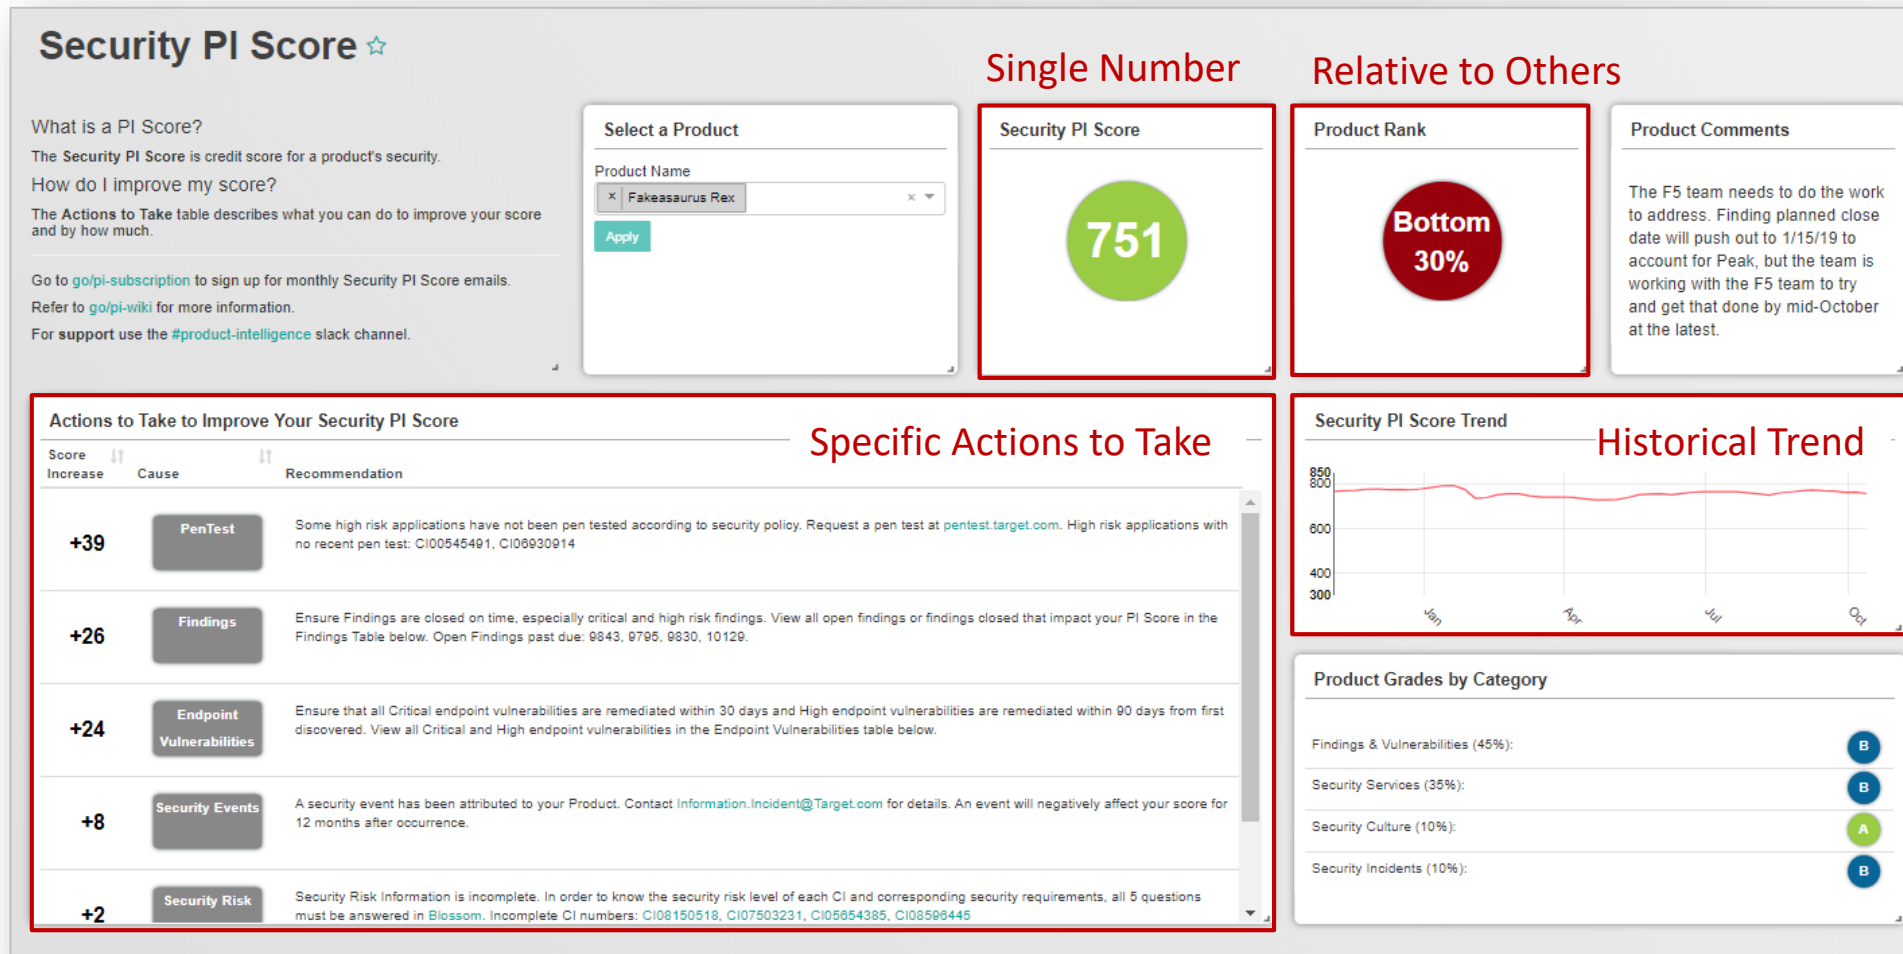 Security PI Score
Single Number
Relative to Others
What is a PI Score?
The Security PI Score is credit score for a product's security.
How do I improve my score?
The Actions to Take table describes what you can do to improve your score
and by how much.
Go to go/pi-subscription to sign up for monthly Security PI Score emails.
Refer to go/pi-wiki for more information.
For support use the #product-intelligence slack channel.
Select a Product
Product Name
× Fakeasaurus Rex ×
Apply
Security PI Score
751
Product Rank
Bottom
30%
Product Comments
The F5 team needs to do the work
to address. Finding planned close
date will push out to 1/15/19 to
account for Peak, but the team is
working with the F5 team to try
and get that done by mid-October
at the latest.
Actions to Take to Improve Your Security PI Score
Specific Actions to Take
Score
Increase
Cause
Recommendation
+39
PenTest
Some high risk applications have not been pen tested according to security policy. Request a pen test at pentest.target.com. High risk applications with
no recent pen test: CI00545491, CI06930914
+26
Findings
Ensure Findings are closed on time, especially critical and high risk findings. View all open findings or findings closed that impact your PI Score in the
Findings Table below. Open Findings past due: 9843, 9795, 9830, 10129.
+24
Endpoint
Vulnerabilities
Ensure that all Critical endpoint vulnerabilities are remediated within 30 days and High endpoint vulnerabilities are remediated within 90 days from first
discovered. View all Critical and High endpoint vulnerabilities in the Endpoint Vulnerabilities table below.
+8
Security Events
A security event has been attributed to your Product. Contact Information.Incident@Target.com for details. An event will negatively affect your score for
12 months after occurrence.
+2
Security Risk
Security Risk Information is incomplete. In order to know the security risk level of each CI and corresponding security requirements, all 5 questions
must be answered in Blossom. Incomplete CI numbers: CI08150518, CI07503231, CI05654385, CI08596445
Security PI Score Trend
Historical Trend
850
800
600
400
300
Jan
Apr
Jul
Oct
Product Grades by Category
Findings & Vulnerabilities (45%): B
Security Services (35%): B
Security Culture (10%): A
Security Incidents (10%): B